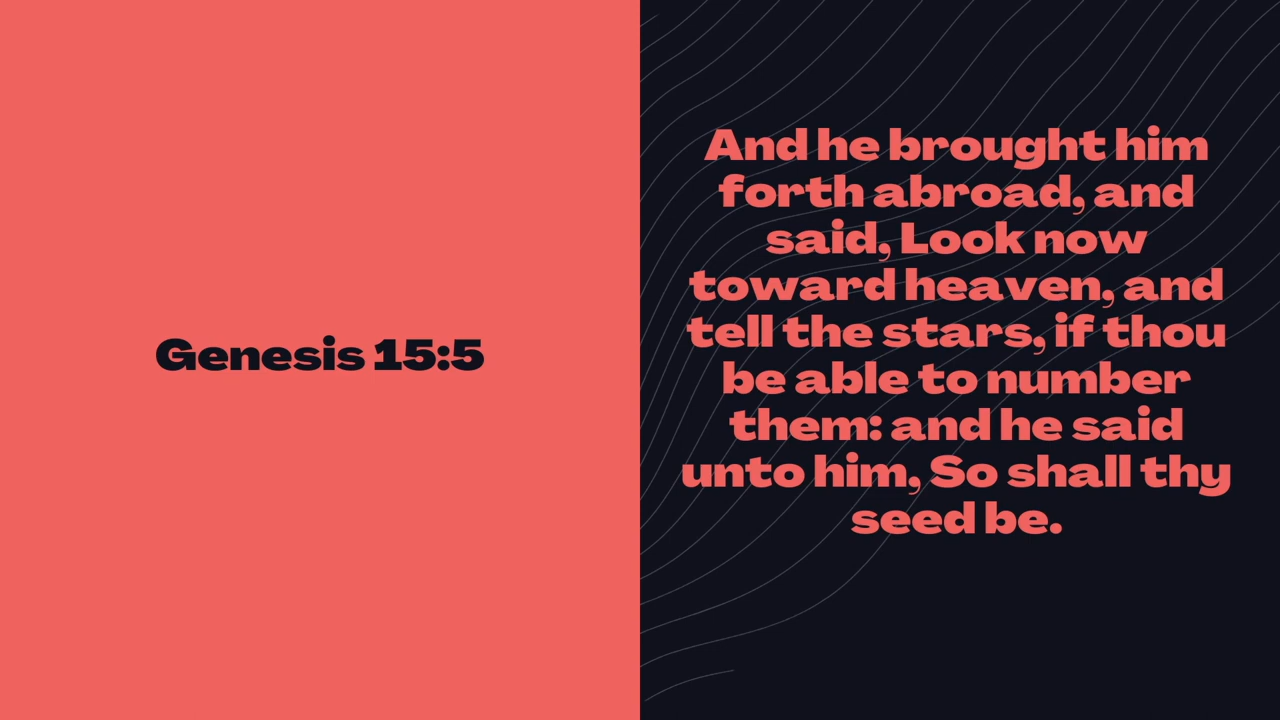 Genesis 15:5
And he brought him
forth abroad, and
said, Look now
toward heaven, and
tell the stars, if thou
be able to number
them: and he said
unto him, So shall thy
seed be.